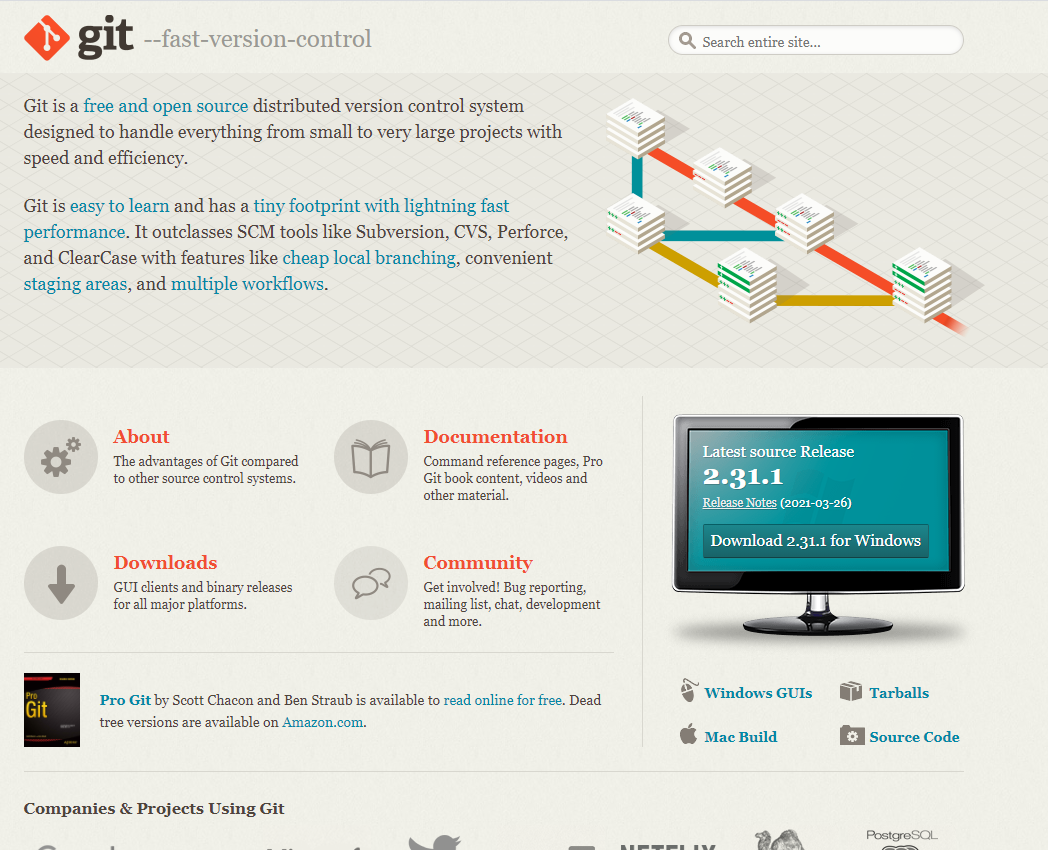 git --fast-version-control
Search entire site...
Git is a free and open source distributed version control system
designed to handle everything from small to very large projects with
speed and efficiency.
Git is easy to learn and has a tiny footprint with lightning fast
performance. It outclasses SCM tools like Subversion, CVS, Perforce,
and ClearCase with features like cheap local branching, convenient
staging areas, and multiple workflows.
About
The advantages of Git compared
to other source control systems.
Documentation
Command reference pages, Pro
Git book content, videos and
other material.
Downloads
GUI clients and binary releases
for all major platforms.
Community
Get involved! Bug reporting,
mailing list, chat, development
and more.
Pro
Git
Pro Git by Scott Chacon and Ben Straub is available to read online for free. Dead
tree versions are available on Amazon.com.
Latest source Release
2.31.1
Release Notes (2021-03-26)
Download 2.31.1 for Windows
Windows GUIs
Tarballs
Mac Build
Source Code
Companies & Projects Using Git
NETFLIX
PostgreSQL